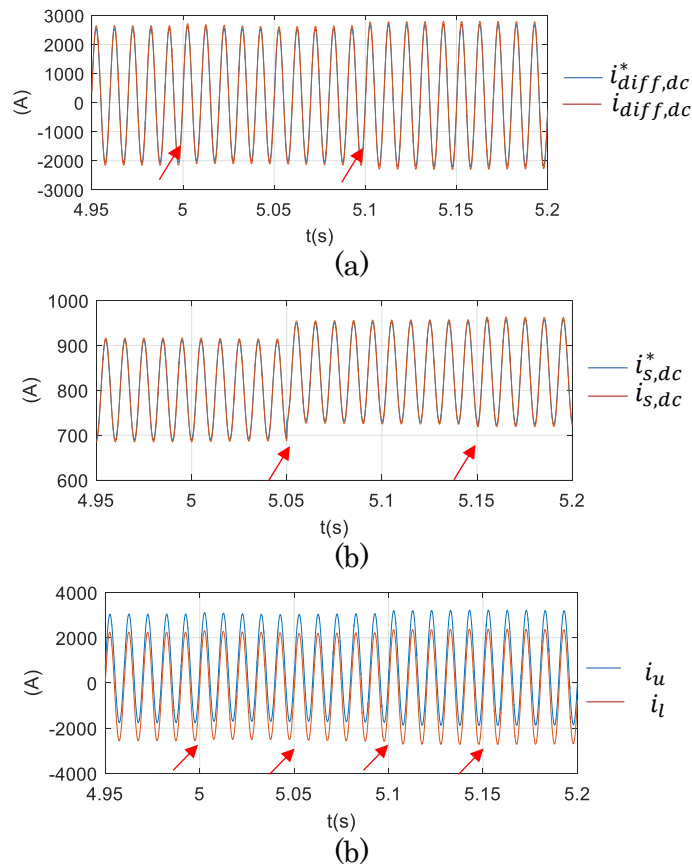 3000
2000
1000
0
-1000
-2000
-3000
(A)
4.95 5 5.05 5.1 5.15 5.2
t(s)
i*diff,dc
idiff,dc
(a)
1000
900
800
700
600
(A)
4.95 5 5.05 5.1 5.15 5.2
t(s)
i*s,dc
is,dc
(b)
4000
2000
0
-2000
-4000
(A)
4.95 5 5.05 5.1 5.15 5.2
t(s)
iu
il
(b)